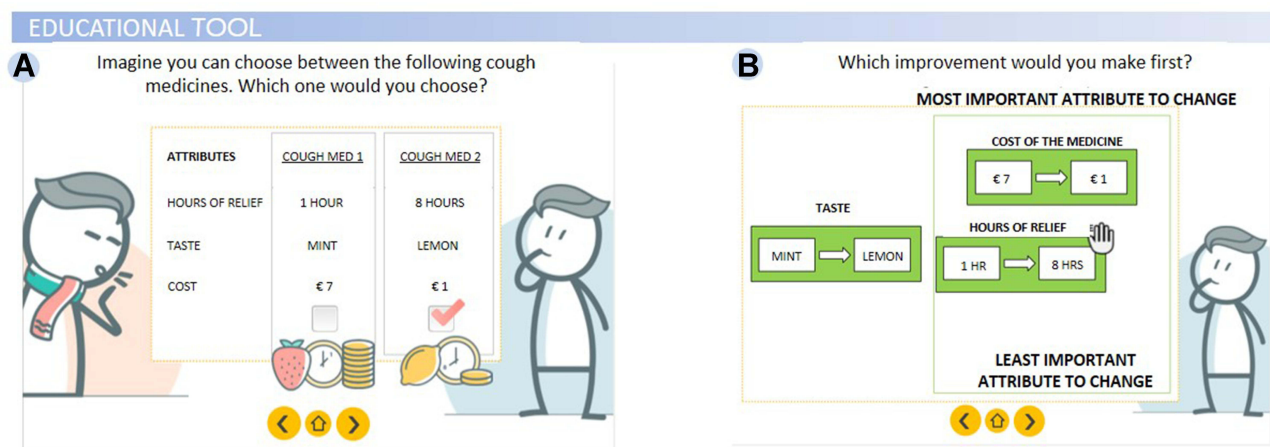 EDUCATIONAL TOOL
A
Imagine you can choose between the following cough
medicines. Which one would you choose?
ATTRIBUTES COUGH MED 1 COUGH MED 2
HOURS OF RELIEF 1 HOUR 8 HOURS
TASTE MINT LEMON
COST € 7 € 1
B
Which improvement would you make first?
MOST IMPORTANT ATTRIBUTE TO CHANGE
COST OF THE MEDICINE
€ 7 € 1
TASTE
MINT LEMON
HOURS OF RELIEF
1 HR 8 HRS
LEAST IMPORTANT
ATTRIBUTE TO CHANGE